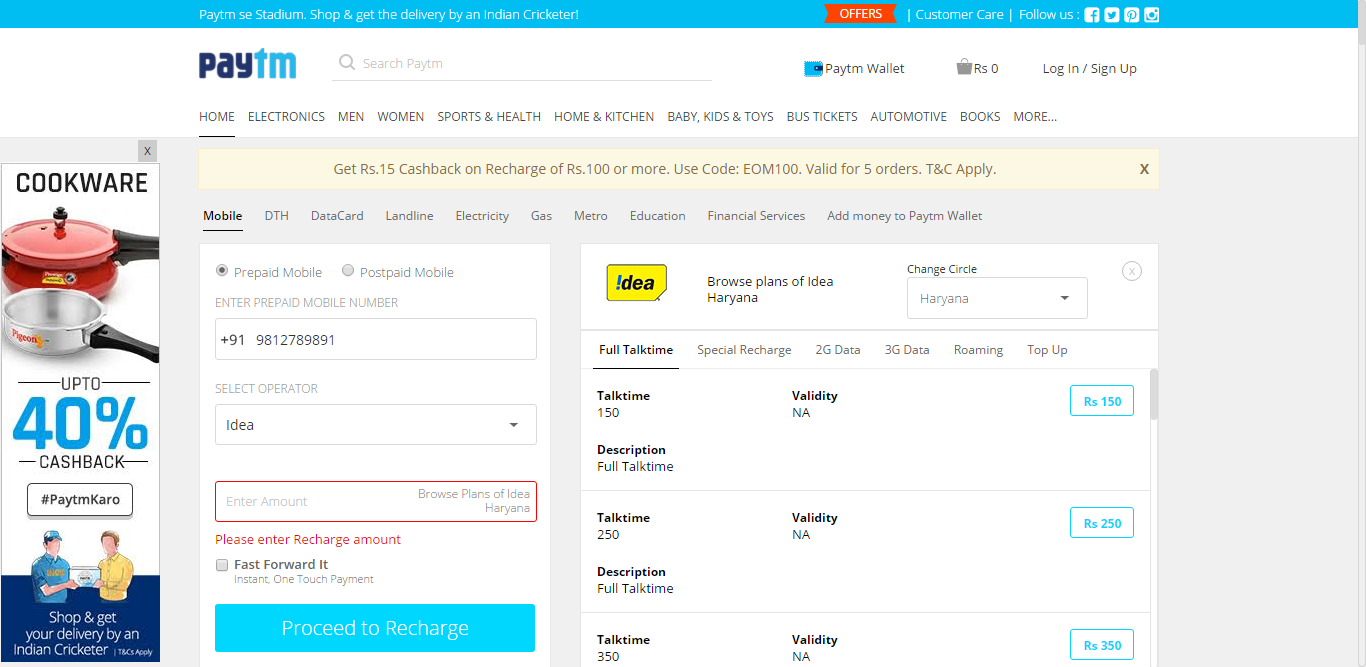 Paytm se Stadium. Shop & get the delivery by an Indian Cricketer!
OFFERS | Customer Care | Follow us :
paytm
Search Paytm
Paytm Wallet
Rs 0
Log In / Sign Up
HOME ELECTRONICS MEN WOMEN SPORTS & HEALTH HOME & KITCHEN BABY, KIDS & TOYS BUS TICKETS AUTOMOTIVE BOOKS MORE...
X
COOKWARE
Prestige
Pigeon
UPTO
40%
CASHBACK
#PaytmKaro
Shop & get
your delivery by an
Indian Cricketer | T&Cs Apply
Get Rs.15 Cashback on Recharge of Rs.100 or more. Use Code: EOM100. Valid for 5 orders. T&C Apply. X
Mobile DTH DataCard Landline Electricity Gas Metro Education Financial Services Add money to Paytm Wallet
Prepaid Mobile Postpaid Mobile
ENTER PREPAID MOBILE NUMBER
+91 9812789891
SELECT OPERATOR
Idea
Enter Amount
Browse Plans of Idea
Haryana
Please enter Recharge amount
Fast Forward It
Instant, One Touch Payment
Proceed to Recharge
!dea
Browse plans of Idea
Haryana
Change Circle
Haryana
X
Full Talktime Special Recharge 2G Data 3G Data Roaming Top Up
Talktime Validity
150 NA
Rs 150
Description
Full Talktime
Talktime Validity
250 NA
Rs 250
Description
Full Talktime
Talktime Validity
350 NA
Rs 350